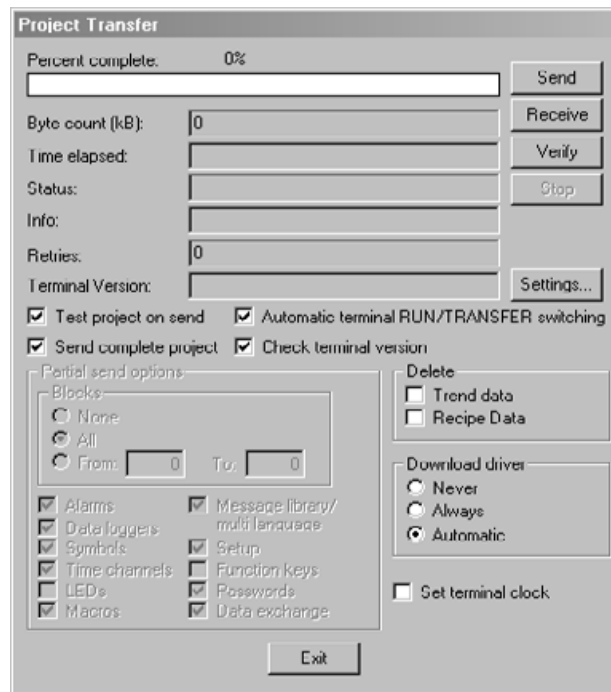 Project Transfer
Percent complete: 0%
Send
Byte count (kB): 0
Receive
Time elapsed:
Verify
Status:
Stop
Info:
Retries: 0
Terminal Version:
Settings...
Test project on send
Automatic terminal RUN/TRANSFER switching
Send complete project
Check terminal version
Partial send options
Blocks
None
All
From: 0 To: 0
Alarms
Data loggers
Symbols
Time channels
LEDs
Macros
Message library/
multi language
Setup
Function keys
Passwords
Data exchange
Delete
Trend data
Recipe Data
Download driver
Never
Always
Automatic
Set terminal clock
Exit